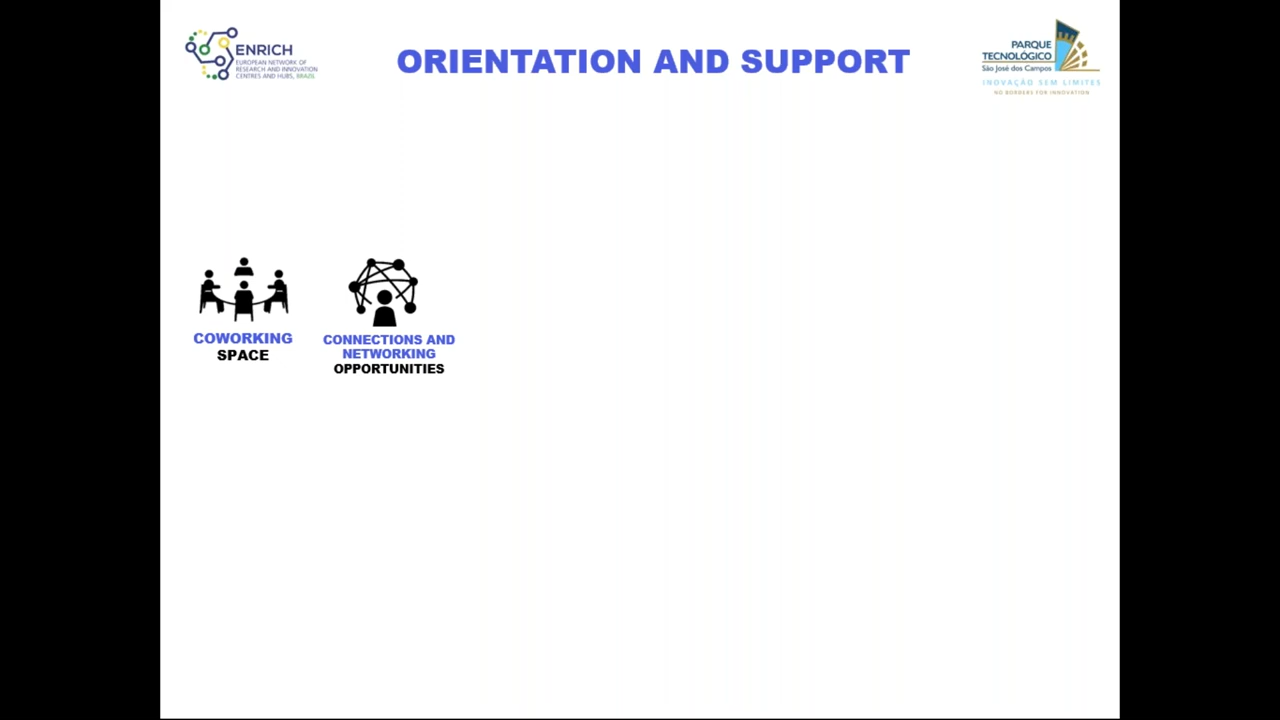 ENRICH
EUROPEAN NETWORK OF
RESEARCH AND INNOVATION
CENTRES AND HUBS, BRAZIL
ORIENTATION AND SUPPORT
PARQUE
TECNOLÓGICO
São José dos Campos
INOVAÇÃO SEM LIMITES
NO BORDERS FOR INNOVATION
COWORKING
SPACE
CONNECTIONS AND
NETWORKING
OPPORTUNITIES